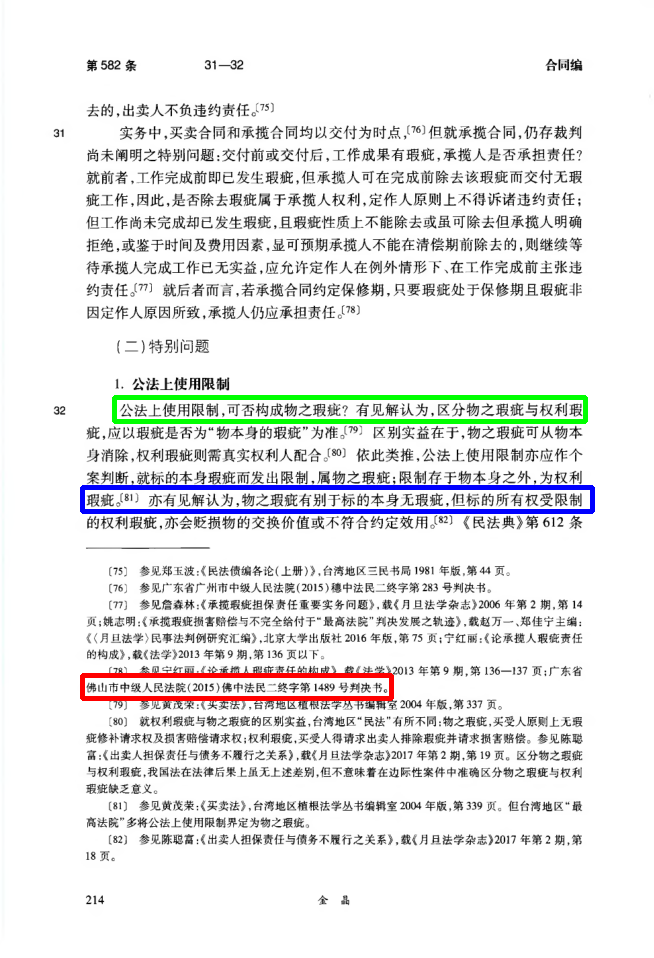 第 582 条 31—32 合同编
去的,出卖人不负违约责任。〔75〕
31 实务中,买卖合同和承揽合同均以交付为时点,〔76〕但就承揽合同,仍存裁判
尚未阐明之特别问题:交付前或交付后,工作成果有瑕疵,承揽人是否承担责任?
就前者,工作完成前即已发生瑕疵,但承揽人可在完成前除去该瑕疵而交付无瑕
疵工作,因此,是否除去瑕疵属于承揽人权利,定作人原则上不得诉诸违约责任;
但工作尚未完成却已发生瑕疵,且瑕疵性质上不能除去或虽可除去但承揽人明确
拒绝,或鉴于时间及费用因素,显可预期承揽人不能在清偿期前除去的,则继续等
待承揽人完成工作已无实益,应允许定作人在例外情形下、在工作完成前主张违
约责任。〔77〕 就后者而言,若承揽合同约定保修期,只要瑕疵处于保修期且瑕疵非
因定作人原因所致,承揽人仍应承担责任。〔78〕
(二)特别问题
1. 公法上使用限制
32 公法上使用限制,可否构成物之瑕疵? 有见解认为,区分物之瑕疵与权利瑕
疵,应以瑕疵是否为“物本身的瑕疵”为准。〔79〕 区别实益在于,物之瑕疵可从物本
身消除,权利瑕疵则需真实权利人配合。〔80〕 依此类推,公法上使用限制亦应作个
案判断,就标的本身瑕疵而发出限制,属物之瑕疵;限制存于物本身之外,为权利
瑕疵。〔81〕 亦有见解认为,物之瑕疵有别于标的本身无瑕疵,但标的所有权受限制
的权利瑕疵,亦会贬损物的交换价值或不符合约定效用。〔82〕《民法典》第 612 条
〔75〕 参见郑玉波:《民法债编各论(上册)》,台湾地区三民书局 1981 年版,第 44 页。
〔76〕 参见广东省广州市中级人民法院(2015)穗中法民二终字第 283 号判决书。
〔77〕 参见詹森林:《承揽瑕疵担保责任重要实务问题》,载《月旦法学杂志》2006 年第 2 期,第 14
页;姚志明:《承揽瑕疵损害赔偿与不完全给付于“最高法院”判决发展之轨迹》,载赵万一、郑佳宁主编:
《〈月旦法学〉民事法判例研究汇编》,北京大学出版社 2016 年版,第 75 页;宁红丽:《论承揽人瑕疵责任
的构成》,载《法学》2013 年第 9 期,第 136 页以下。
〔78〕 参见宁红丽:《论承揽人瑕疵责任的构成》,载《法学》2013 年第 9 期,第 136—137 页;广东省
佛山市中级人民法院(2015)佛中法民二终字第 1489 号判决书。
〔79〕 参见黄茂荣:《买卖法》,台湾地区植根法学丛书编辑室 2004 年版,第 337 页。
〔80〕 就权利瑕疵与物之瑕疵的区别实益,台湾地区“民法”有所不同:物之瑕疵,买受人原则上无瑕
疵修补请求权及损害赔偿请求权;权利瑕疵,买受人得请求出卖人排除瑕疵并请求损害赔偿。参见陈聪
富:《出卖人担保责任与债务不履行之关系》,载《月旦法学杂志》2017 年第 2 期,第 19 页。区分物之瑕疵
与权利瑕疵,我国法在法律后果上虽无上述差别,但不意味着在边际性案件中准确区分物之瑕疵与权利
瑕疵缺乏意义。
〔81〕 参见黄茂荣:《买卖法》,台湾地区植根法学丛书编辑室 2004 年版,第 339 页。但台湾地区“最
高法院”多将公法上使用限制界定为物之瑕疵。
〔82〕 参见陈聪富:《出卖人担保责任与债务不履行之关系》,载《月旦法学杂志》2017 年第 2 期,第
18 页。
214 金 晶